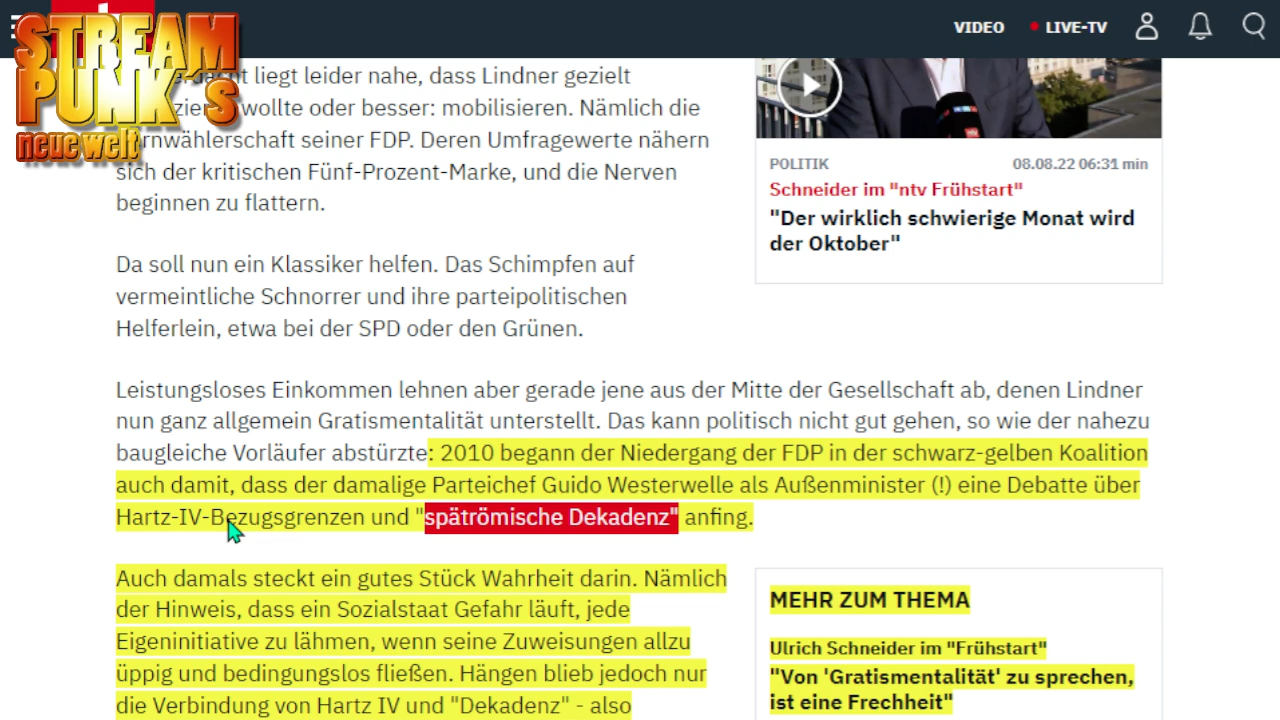 STREAM
PUNK´s
neue welt
VIDEO
LIVE-TV
liegt leider nahe, dass Lindner gezielt
wollte oder besser: mobilisieren. Nämlich die
seiner FDP. Deren Umfragewerte nähern
sich der kritischen Fünf-Prozent-Marke, und die Nerven
beginnen zu flattern.
POLITIK
08.08.22 06:31 min
Schneider im "ntv Frühstart"
"Der wirklich schwierige Monat wird
der Oktober"
Da soll nun ein Klassiker helfen. Das Schimpfen auf
vermeintliche Schnorrer und ihre parteipolitischen
Helferlein, etwa bei der SPD oder den Grünen.
Leistungsloses Einkommen lehnen aber gerade jene aus der Mitte der Gesellschaft ab, denen Lindner
nun ganz allgemein Gratismentalität unterstellt. Das kann politisch nicht gut gehen, so wie der nahezu
baugleiche Vorläufer abstürzte: 2010 begann der Niedergang der FDP in der schwarz-gelben Koalition
auch damit, dass der damalige Parteichef Guido Westerwelle als Außenminister (!) eine Debatte über
Hartz-IV-Bezugsgrenzen und "spätrömische Dekadenz" anfing.
Auch damals steckt ein gutes Stück Wahrheit darin. Nämlich
der Hinweis, dass ein Sozialstaat Gefahr läuft, jede
Eigeninitiative zu lähmen, wenn seine Zuweisungen allzu
üppig und bedingungslos fließen. Hängen blieb jedoch nur
die Verbindung von Hartz IV und "Dekadenz" - also
MEHR ZUM THEMA
Ulrich Schneider im "Frühstart"
"Von 'Gratismentalität' zu sprechen,
ist eine Frechheit"